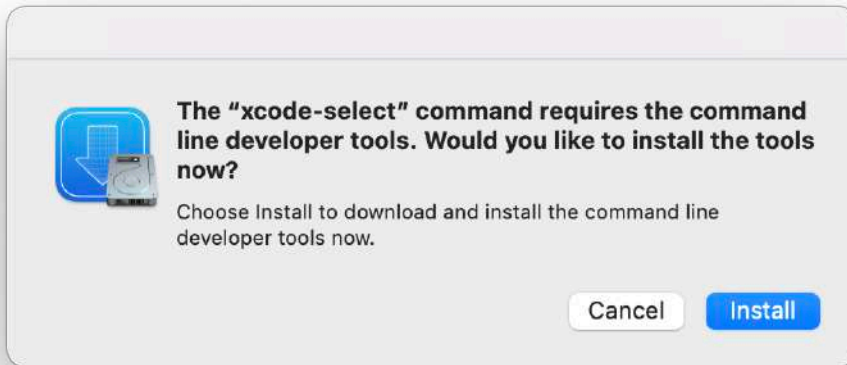 The “xcode-select” command requires the command
line developer tools. Would you like to install the tools
now?
Choose Install to download and install the command line
developer tools now.
Cancel Install